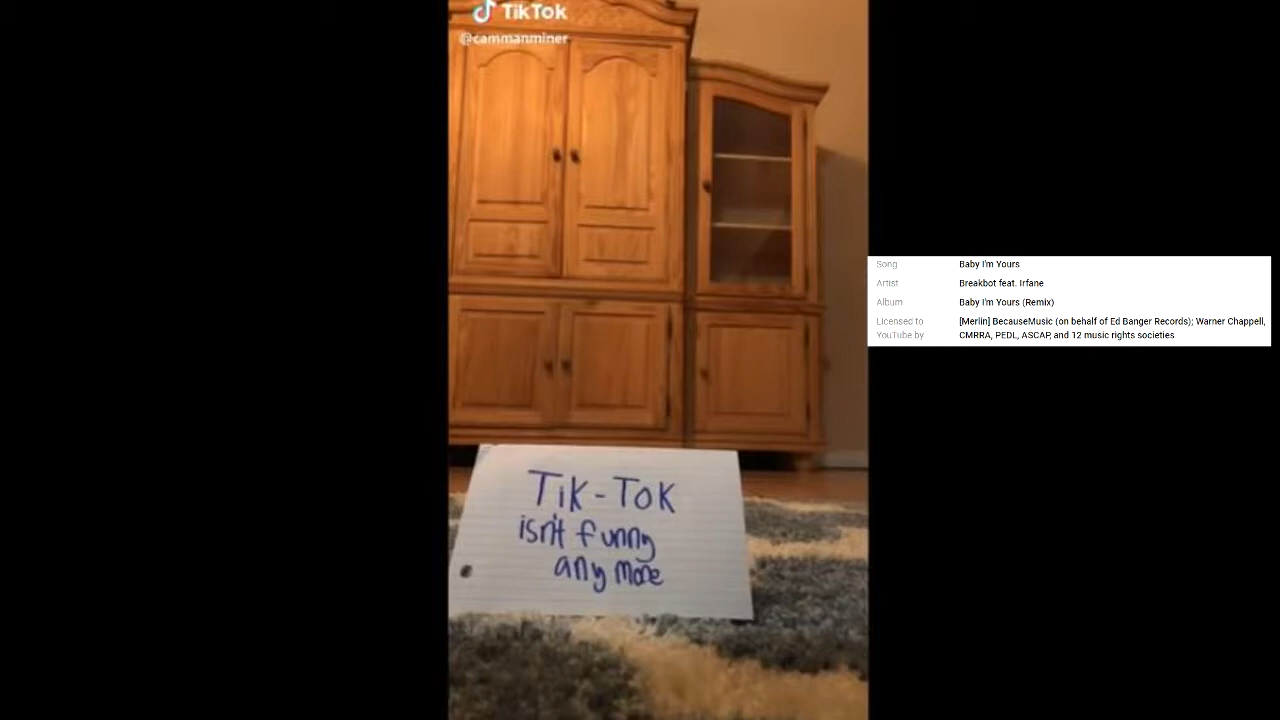 TikTok
@cammanminer
Tik-Tok
isn't funny
any more
Song Baby I'm Yours
Artist Breakbot feat. Irfane
Album Baby I'm Yours (Remix)
Licensed to [Merlin] BecauseMusic (on behalf of Ed Banger Records); Warner Chappell,
YouTube by CMRRA, PEDL, ASCAP, and 12 music rights societies